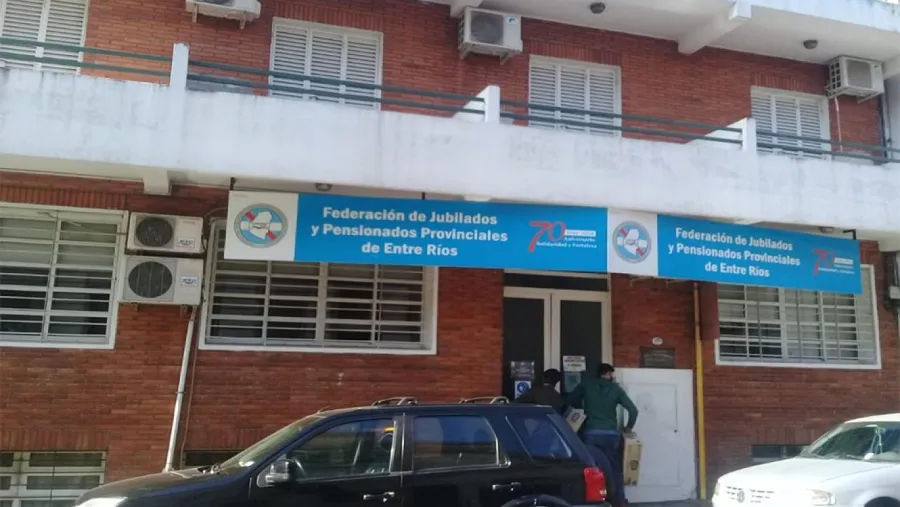 Federación de Jubilados
y Pensionados Provinciales
de Entre Ríos
70
Aniversario
Solidaridad y Fortaleza
Federación de Jubilados
y Pensionados Provinciales
de Entre Ríos
70